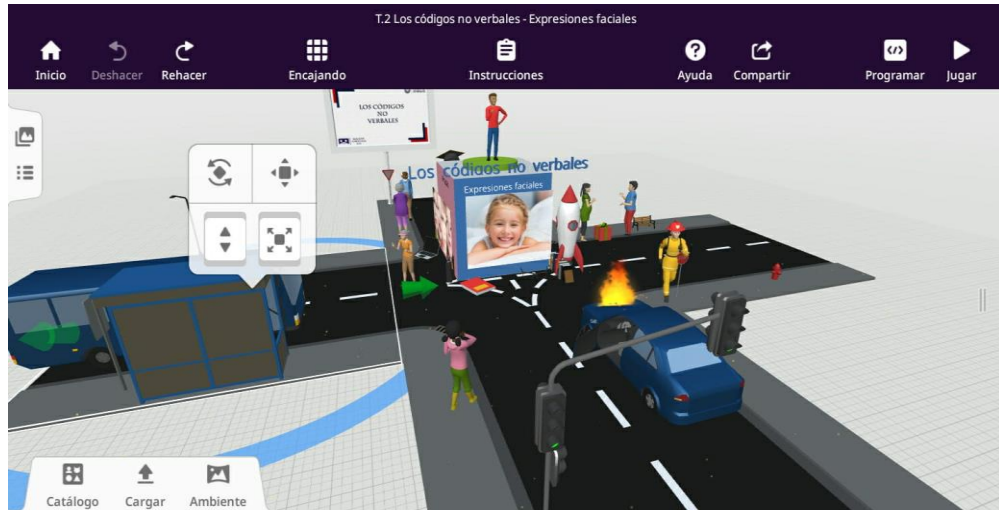 T.2 Los códigos no verbales - Expresiones faciales
Inicio
Deshacer
Rehacer
Encajando
Instrucciones
Ayuda
Compartir
Programar
Jugar
LOS CÓDIGOS
NO
VERBALES
Los códigos no verbales
Expresiones faciales
Catálogo
Cargar
Ambiente